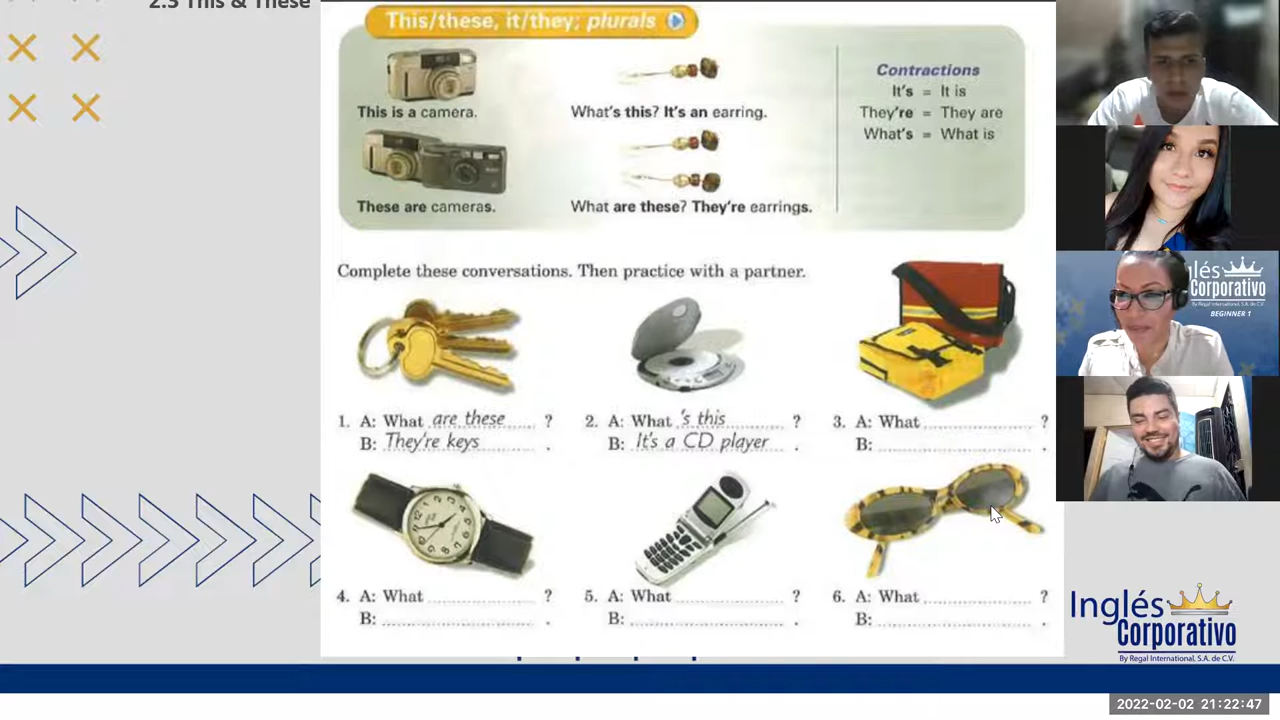 2.3 This & These
This/these, it/they; plurals
This is a camera.
What's this? It's an earring.
These are cameras.
What are these? They're earrings.
Contractions
It's = It is
They're = They are
What's = What is
Complete these conversations. Then practice with a partner.
1. A: What are these ?
B: They're keys .
2. A: What 's this ?
B: It's a CD player .
3. A: What ?
B: .
4. A: What ?
B: .
5. A: What ?
B: .
6. A: What ?
B: .
Inglés
Corporativo
By Regal International, S.A. de C.V.
BEGINNER 1
Inglés
Corporativo
By Regal International, S.A. de C.V.
2022-02-02 21:22:47